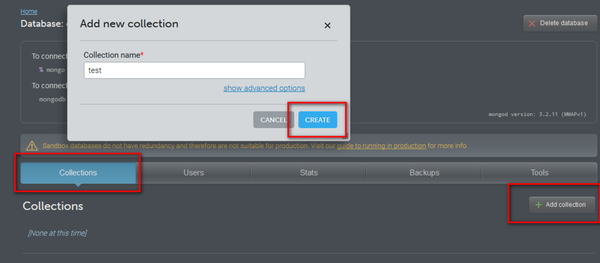 Home
Database:
Delete database
Add new collection
Collection name*
test
show advanced options
CANCEL
CREATE
To connect
% mongo
To connect
mongodb
mongod version: 3.2.11 (MMAPv1)
Sandbox databases do not have redundancy and therefore are not suitable for production. Visit our guide to running in production for more info.
Collections
Users
Stats
Backups
Tools
Collections
Add collection
[None at this time]